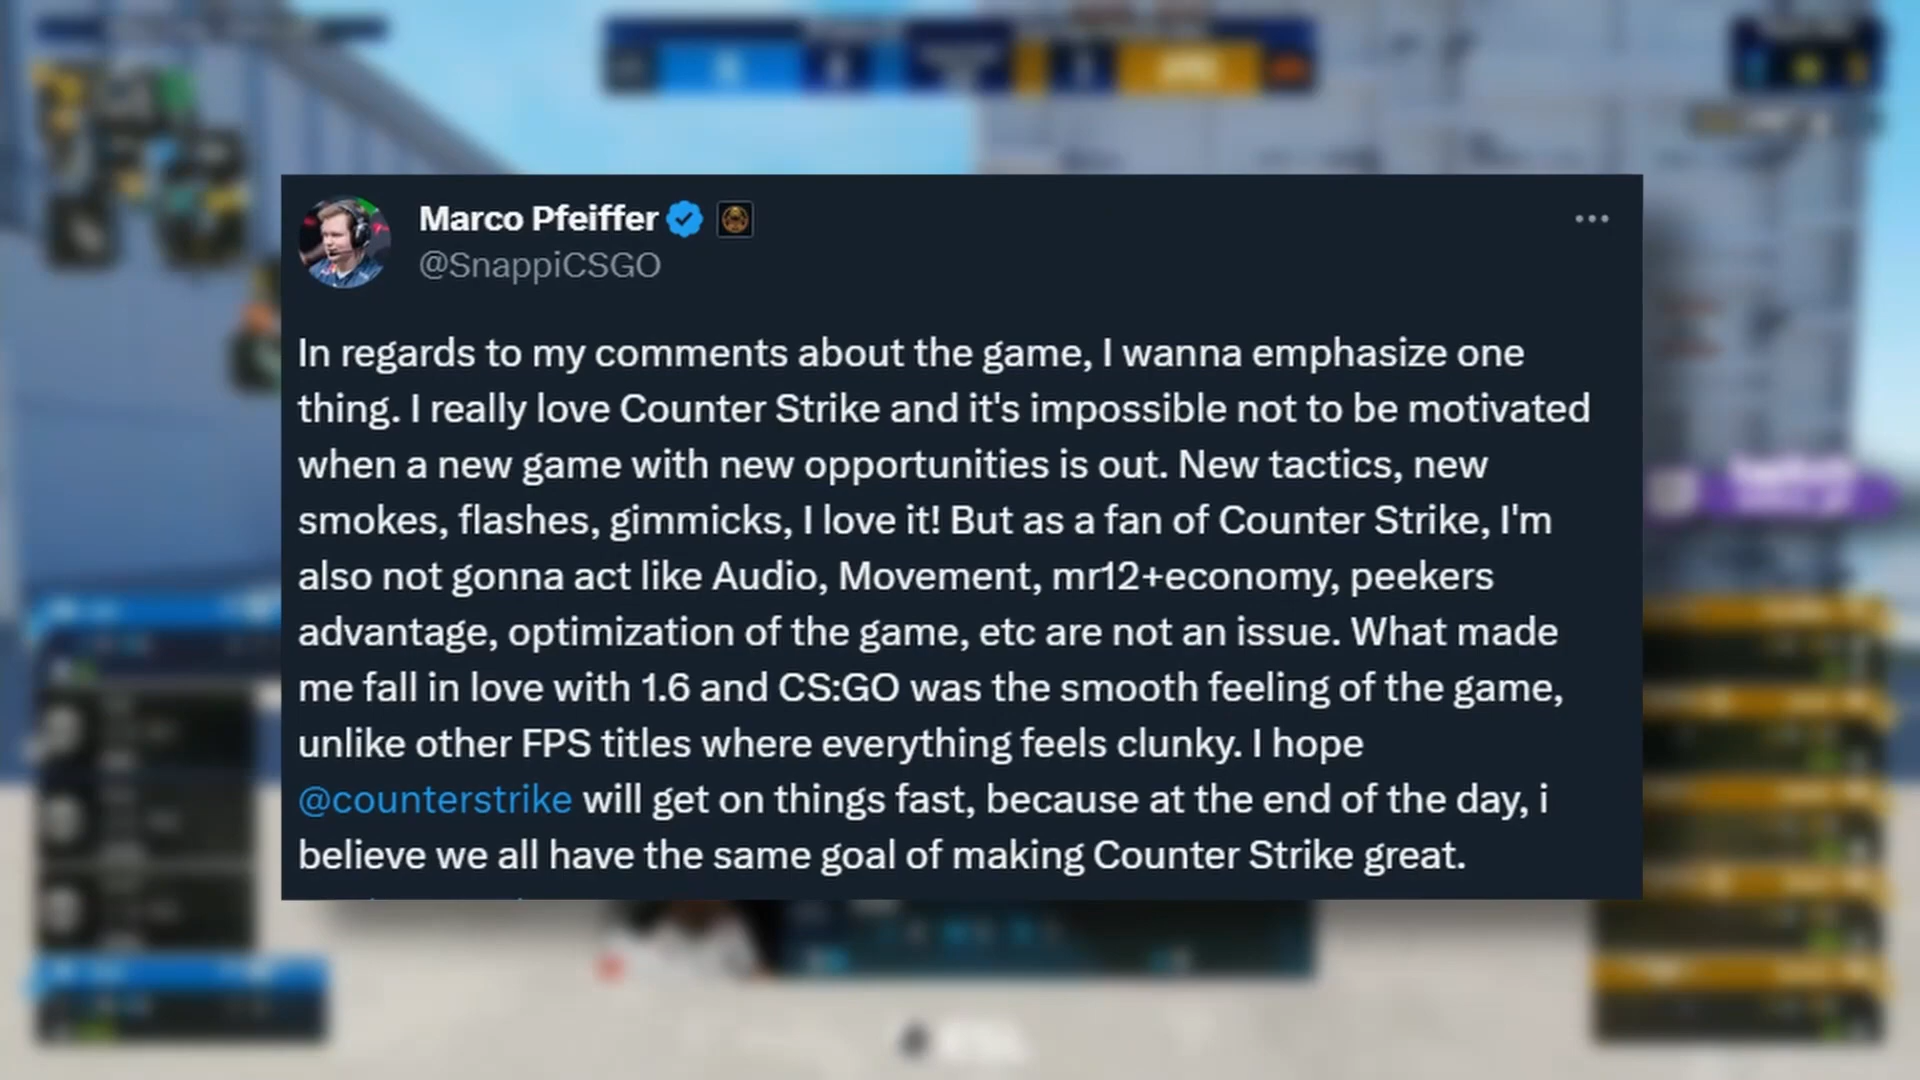 Marco Pfeiffer
@SnappiCSGO
In regards to my comments about the game, I wanna emphasize one
thing. I really love Counter Strike and it's impossible not to be motivated
when a new game with new opportunities is out. New tactics, new
smokes, flashes, gimmicks, I love it! But as a fan of Counter Strike, I'm
also not gonna act like Audio, Movement, mr12+economy, peekers
advantage, optimization of the game, etc are not an issue. What made
me fall in love with 1.6 and CS:GO was the smooth feeling of the game,
unlike other FPS titles where everything feels clunky. I hope
@counterstrike will get on things fast, because at the end of the day, i
believe we all have the same goal of making Counter Strike great.